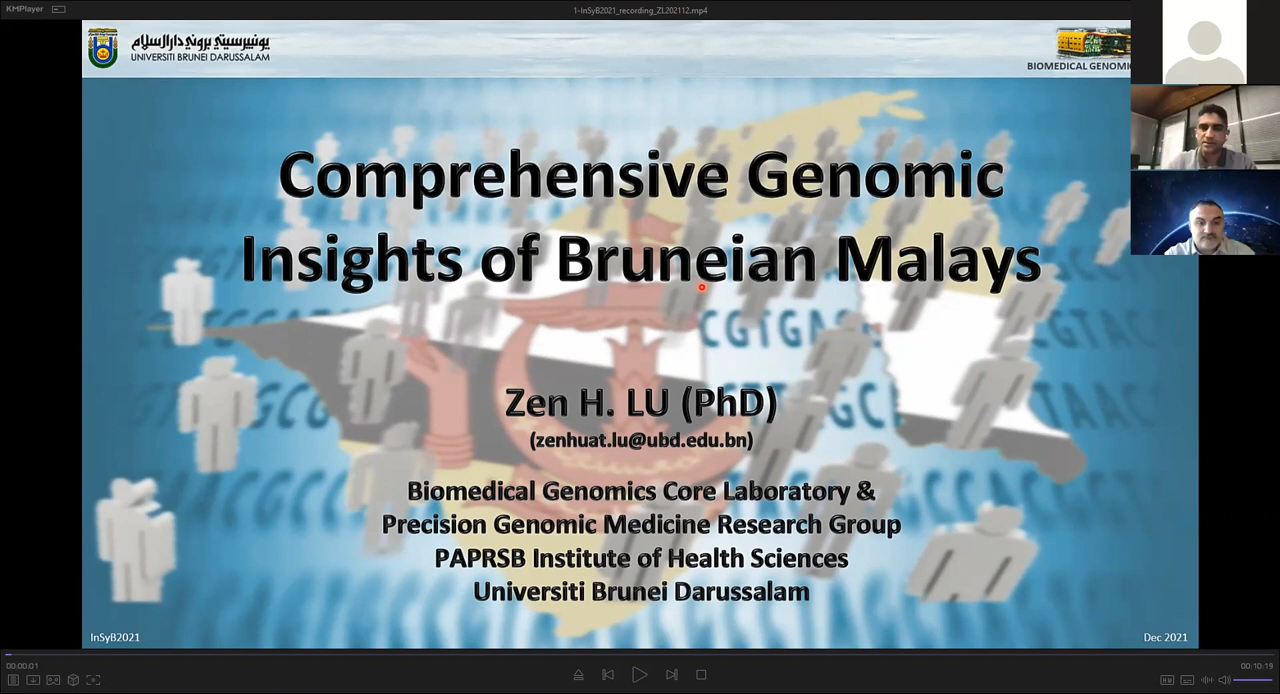 KMPlayer
1-InSyB2021_recording_ZL202112.mp4
يونيبرسيتي بروني دارالسلام
UNIVERSITI BRUNEI DARUSSALAM
BIOMEDICAL
Comprehensive Genomic
Insights of Bruneian Malays
Zen H. LU (PhD)
(zenhuat.lu@ubd.edu.bn)
Biomedical Genomics Core Laboratory &
Precision Genomic Medicine Research Group
PAPRSB Institute of Health Sciences
Universiti Brunei Darussalam
InSyB2021
Dec 2021
00:00:01
00:10:19